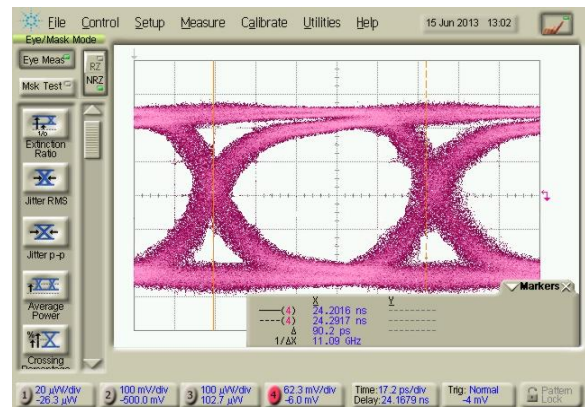 File Control Setup Measure Calibrate Utilities Help 15 Jun 2013 13:02
Eye/Mask Mode
Eye Meas
RZ
Msk Test
NRZ
Extinction
Ratio
Jitter RMS
Jitter p-p
Average
Power
Crossing
Markers
X Y
(4) 24.2016 ns
(4) 24.2917 ns
Δ 90.2 ps
1/ΔX 11.09 GHz
1) 20 µW/div
-26.3 µW
2) 100 mV/div
-500.0 mV
3) 100 µW/div
102.7 µW
4) 62.3 mV/div
-6.0 mV
Time:17.2 ps/div
Delay:24.1679 ns
Trig: Normal
-4 mV
Pattern
Lock